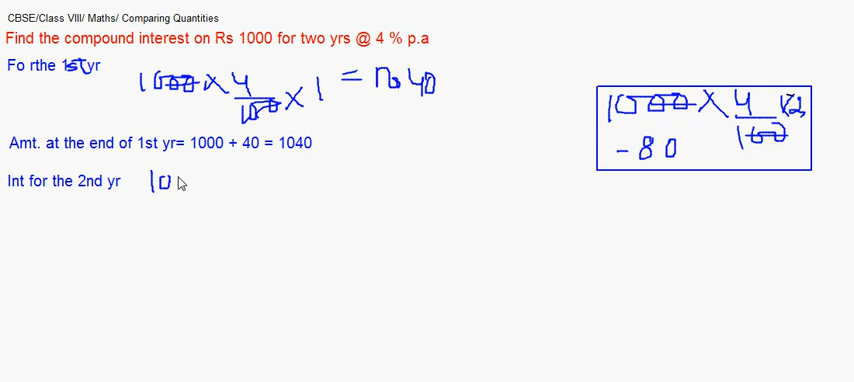 CBSE/Class VIII/ Maths/ Comparing Quantities
Find the compound interest on Rs 1000 for two yrs @ 4 % p.a
Fo rthe 1st yr
1000 × 4/100 × 1 = Rs 40
Amt. at the end of 1st yr= 1000 + 40 = 1040
Int for the 2nd yr 10
1000 × 4/100 ×2
- 80